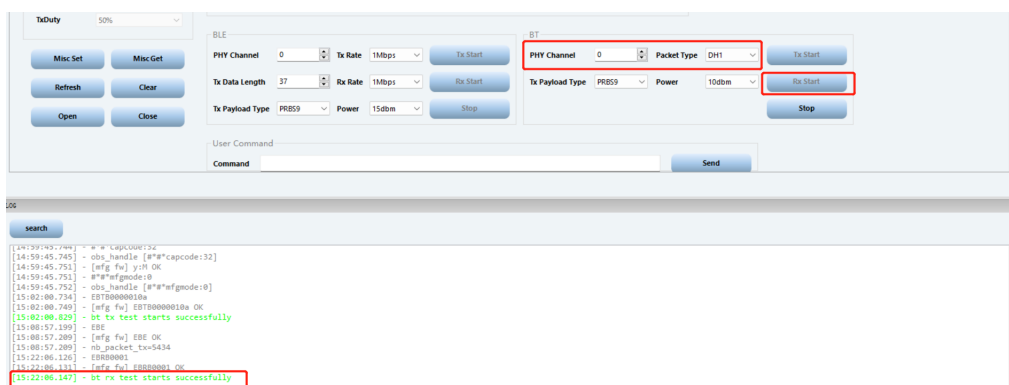 TxDuty 50%
BLE
BT
PHY Channel 0 Tx Rate 1Mbps Tx Start
PHY Channel 0 Packet Type DH1 Tx Start
Misc Set Misc Get
Tx Data Length 37 Rx Rate 1Mbps Rx Start
Tx Payload Type PRBS9 Power 10dbm Rx Start
Refresh Clear
Tx Payload Type PRBS9 Power 15dbm Stop
Stop
Open Close
User Command
Command Send
LOG
search
[14:59:45.744] - #*#*capcode:32
[14:59:45.745] - obs_handle [#*#*capcode:32]
[14:59:45.751] - [mfg fw] y:M OK
[14:59:45.751] - #*#*mfgmode:0
[14:59:45.752] - obs_handle [#*#*mfgmode:0]
[15:02:00.734] - EBTB0000010a
[15:02:00.749] - [mfg fw] EBTB0000010a OK
[15:02:00.829] - bt tx test starts successfully
[15:08:57.199] - EBE
[15:08:57.209] - [mfg fw] EBE OK
[15:08:57.209] - nb_packet_tx=5434
[15:22:06.126] - EBRB0001
[15:22:06.131] - [mfg fw] EBRB0001 OK
[15:22:06.147] - bt rx test starts successfully